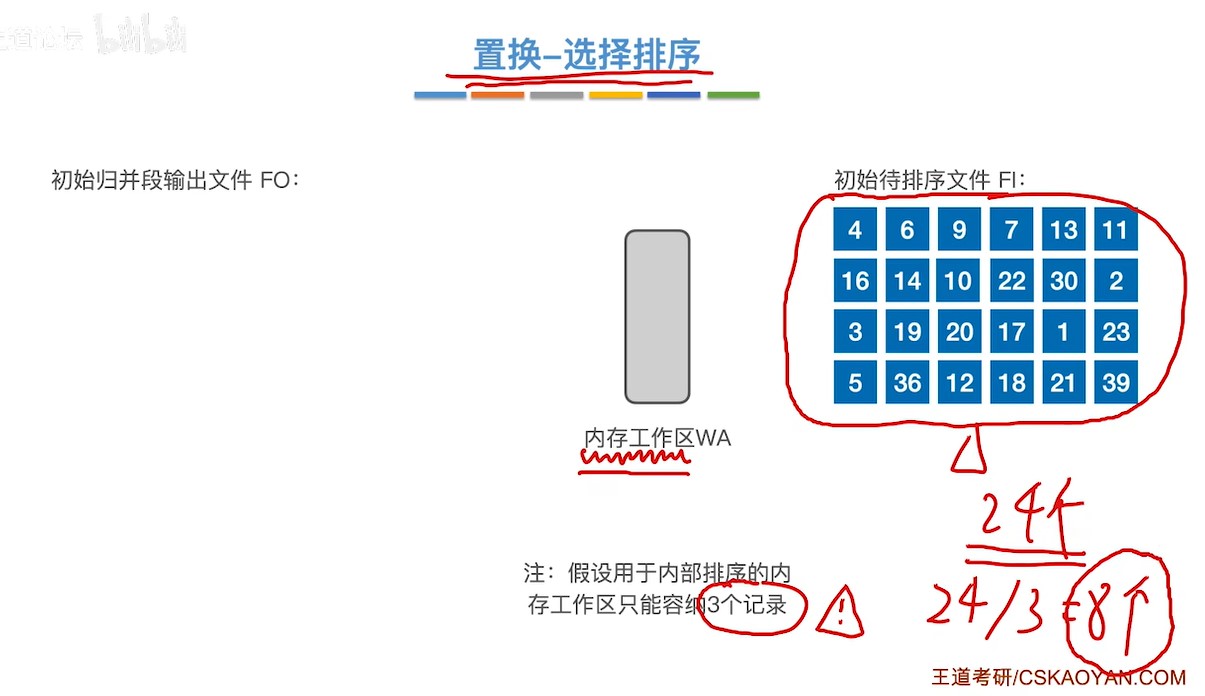 bilibili
置换–选择排序
初始归并段输出文件 FO：
初始待排序文件 FI：
4 6 9 7 13 11
16 14 10 22 30 2
3 19 20 17 1 23
5 36 12 18 21 39
内存工作区WA
24个
注：假设用于内部排序的内
存工作区只能容纳3个记录
!
24/3=8个
王道考研/CSKAOYAN.COM